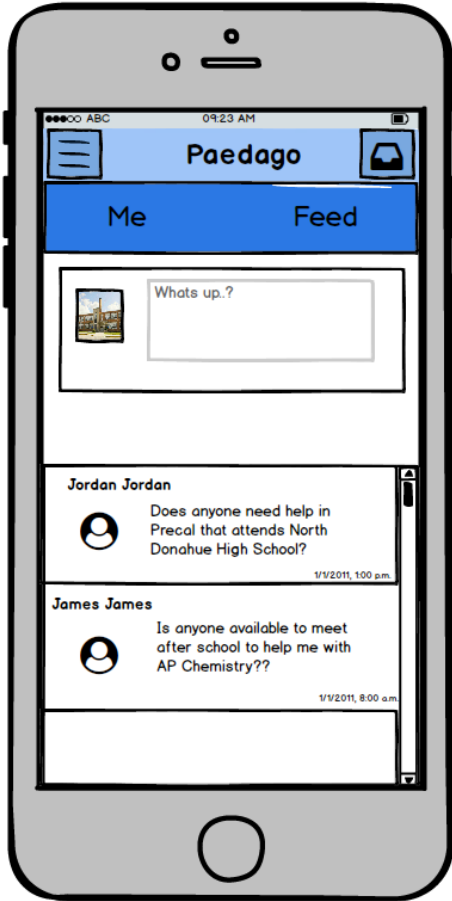 ABC 09:23 AM
Paedago
Me Feed
Whats up..?
Jordan Jordan
Does anyone need help in
Precal that attends North
Donahue High School?
1/1/2011, 1:00 p.m.
James James
Is anyone available to meet
after school to help me with
AP Chemistry??
1/1/2011, 8:00 a.m.